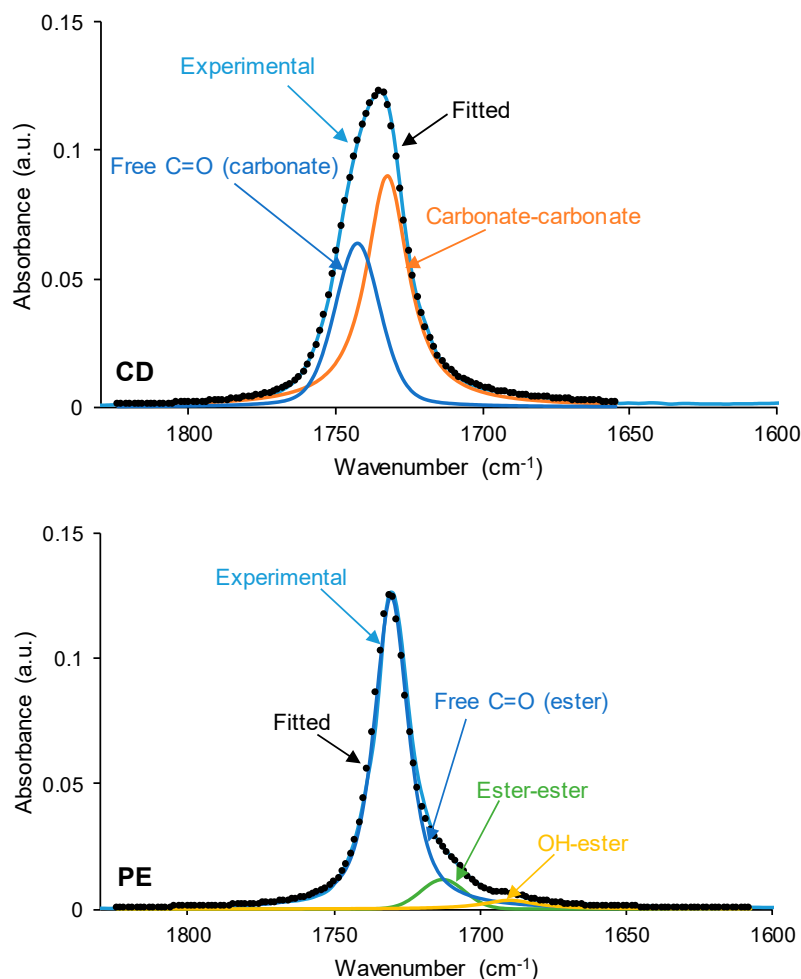 0.15
Experimental
0.1
Fitted
Free C=O (carbonate)
Carbonate-carbonate
Absorbance (a.u.)
0.05
CD
0
1800
1750
1700
1650
1600
Wavenumber (cm-1)
0.15
Experimental
0.1
Free C=O (ester)
Fitted
Absorbance (a.u.)
0.05
Ester-ester
OH-ester
PE
0
1800
1750
1700
1650
1600
Wavenumber (cm-1)